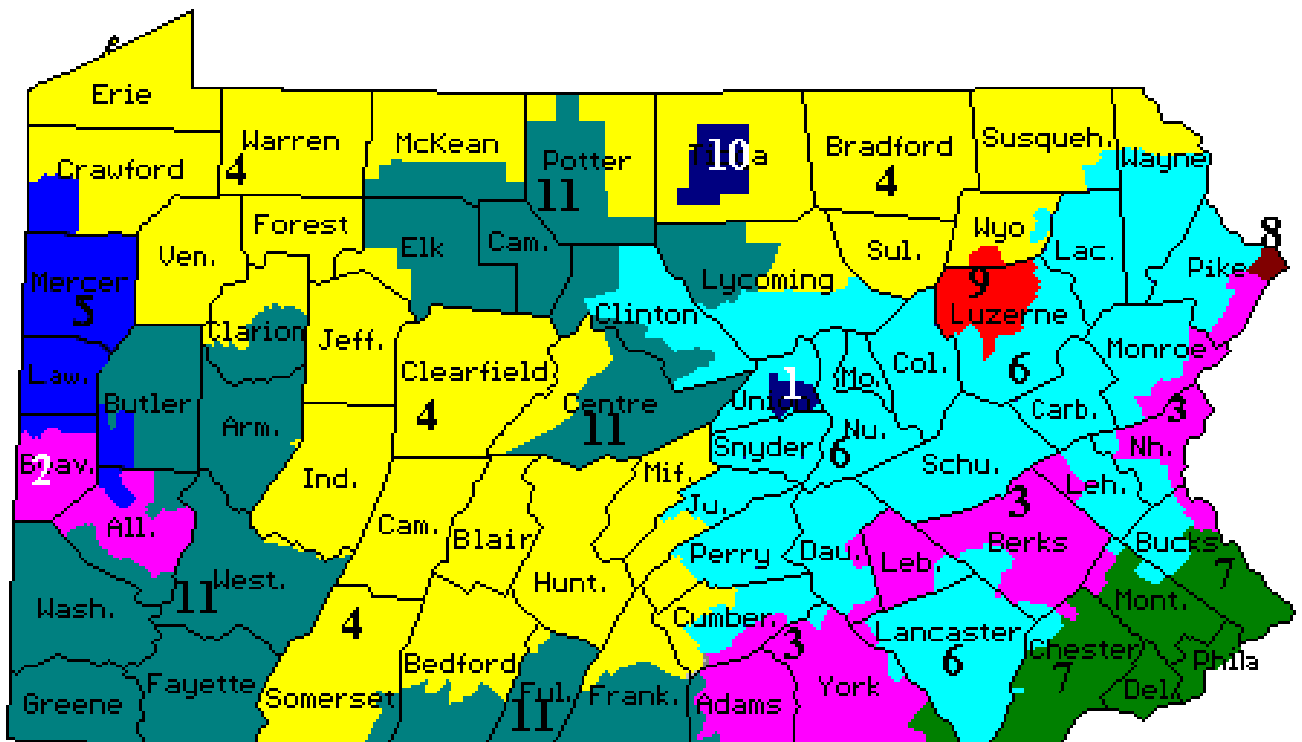 Erie
Warren
McKean
Potter
10
Bradford
Susqueh.
Wayne
Crawford
4
11
4
Forest
Ven.
Elk
Cam.
Sul.
Wyo
Lac.
8
Pike
Mercer
5
Lycoming
9
Clinton
Luzerne
Clarion
Jeff.
Monroe
Law.
Clearfield
1
Mo.
Col.
6
Butler
Arm.
4
Centre
11
Union
Carb.
3
Snyder
Nu.
6
Nh.
Beav.
2
Ind.
Mif.
Schu.
Leh.
Ju.
3
All.
Cam.
Blair
Perry
Dau.
Leb.
Berks
Bucks
7
West.
11
Hunt.
Wash.
Cumber.
Mont.
4
3
Lancaster
6
Chester
7
Phila
Bedford
Greene
Fayette
Somerset
Ful.
11
Frank.
Adams
York
Del.